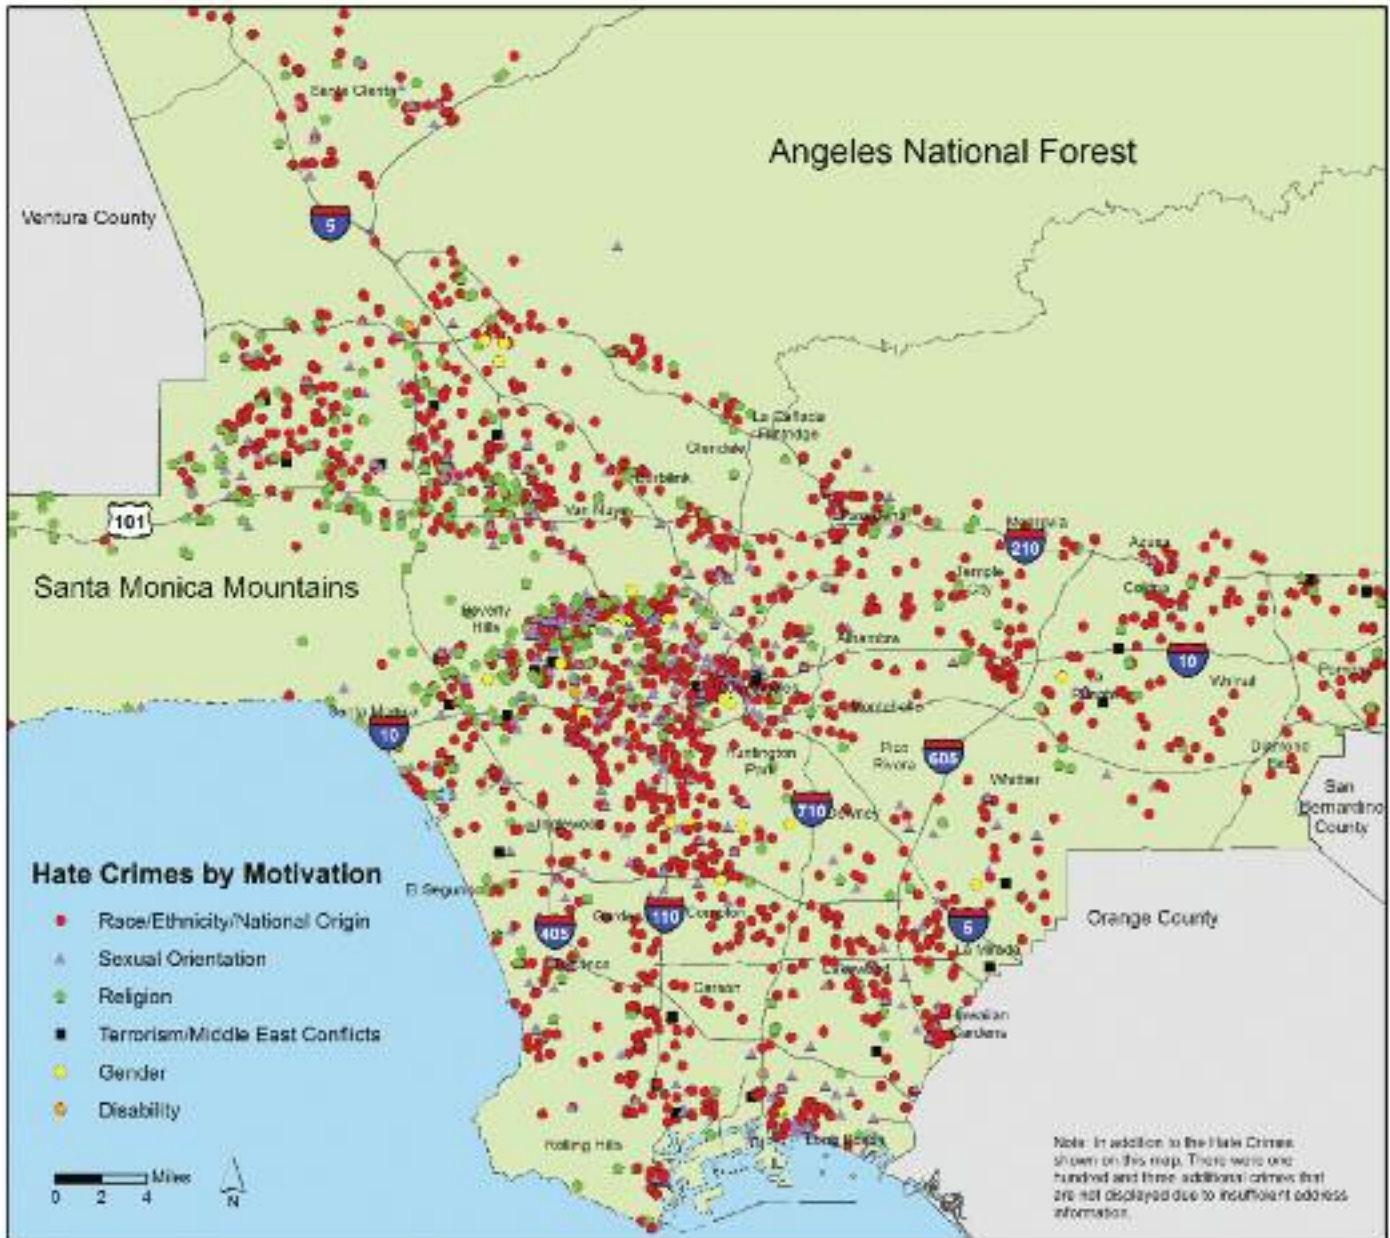 Santa Clarita
Angeles National Forest
Ventura County
5
La Cañada
Flintridge
Glendale
Burbank
101
Van Nuys
Pasadena
Monrovia
210
Azusa
Santa Monica Mountains
Temple
City
Covina
Beverly
Hills
Alhambra
10
Walnut
Pomona
La
Puente
Santa Monica
10
Montebello
Huntington
Park
Pico
Rivera
605
Diamond
Bar
Whittier
San
Bernardino
County
710
Downey
Inglewood
Hate Crimes by Motivation
El Segundo
Race/Ethnicity/National Origin
405
Gardena
110
Compton
5
Orange County
Sexual Orientation
Torrance
Lakewood
La Mirada
Religion
Carson
Terrorism/Middle East Conflicts
Hawaiian
Gardens
Gender
Disability
Rolling Hills
Long Beach
Miles
0 2 4
N
Note: In addition to the Hate Crimes
shown on this map. There were one
hundred and three additional crimes that
are not displayed due to insufficient address
information.